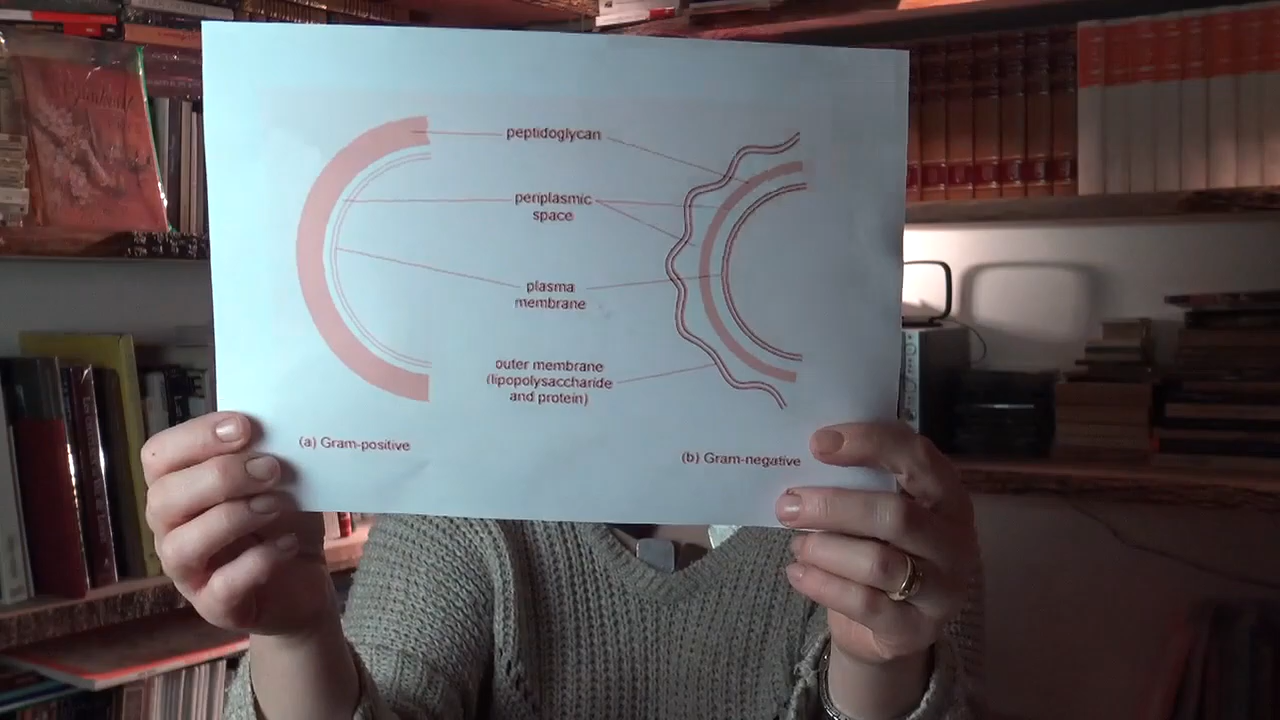 peptidoglycan
periplasmic
space
plasma
membrane
outer membrane
(lipopolysaccharide
and protein)
(a) Gram-positive
(b) Gram-negative